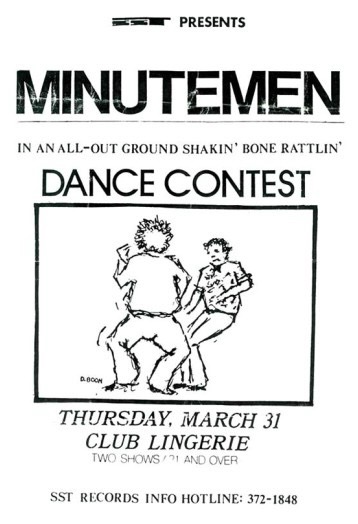 SST PRESENTS
MINUTEMEN
IN AN ALL-OUT GROUND SHAKIN' BONE RATTLIN'
DANCE CONTEST
D. BOON
THURSDAY, MARCH 31
CLUB LINGERIE
TWO SHOWS / 21 AND OVER
SST RECORDS INFO HOTLINE: 372-1848